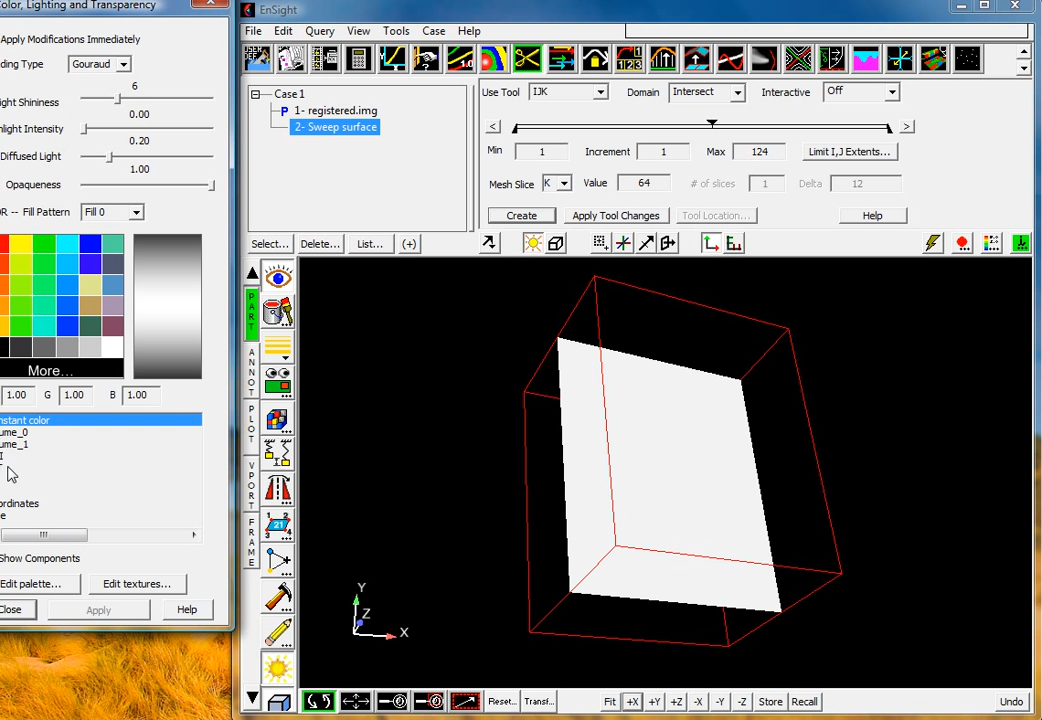 Color, Lighting and Transparency
Apply Modifications Immediately
ding Type Gouraud
6
ght Shininess
0.00
nlight Intensity
0.20
Diffused Light
1.00
Opaqueness
OR -- Fill Pattern Fill 0
More...
1.00 G 1.00 B 1.00
nstant color
ume_0
ume_1
I
ordinates
e
Show Components
Edit palette... Edit textures...
Close Apply Help
EnSight
File Edit Query View Tools Case Help
Case 1
P 1- registered.img
2- Sweep surface
Select... Delete... List... (+)
Use Tool IJK Domain Intersect Interactive Off
< >
Min 1 Increment 1 Max 124 Limit I,J Extents...
Mesh Slice K Value 64 # of slices 1 Delta 12
Create Apply Tool Changes Tool Location... Help
PART
ANNOT
PLOT
VPORT
FRAME
Y
Z
X
Reset... Transf... Fit +X +Y +Z -X -Y -Z Store Recall Undo